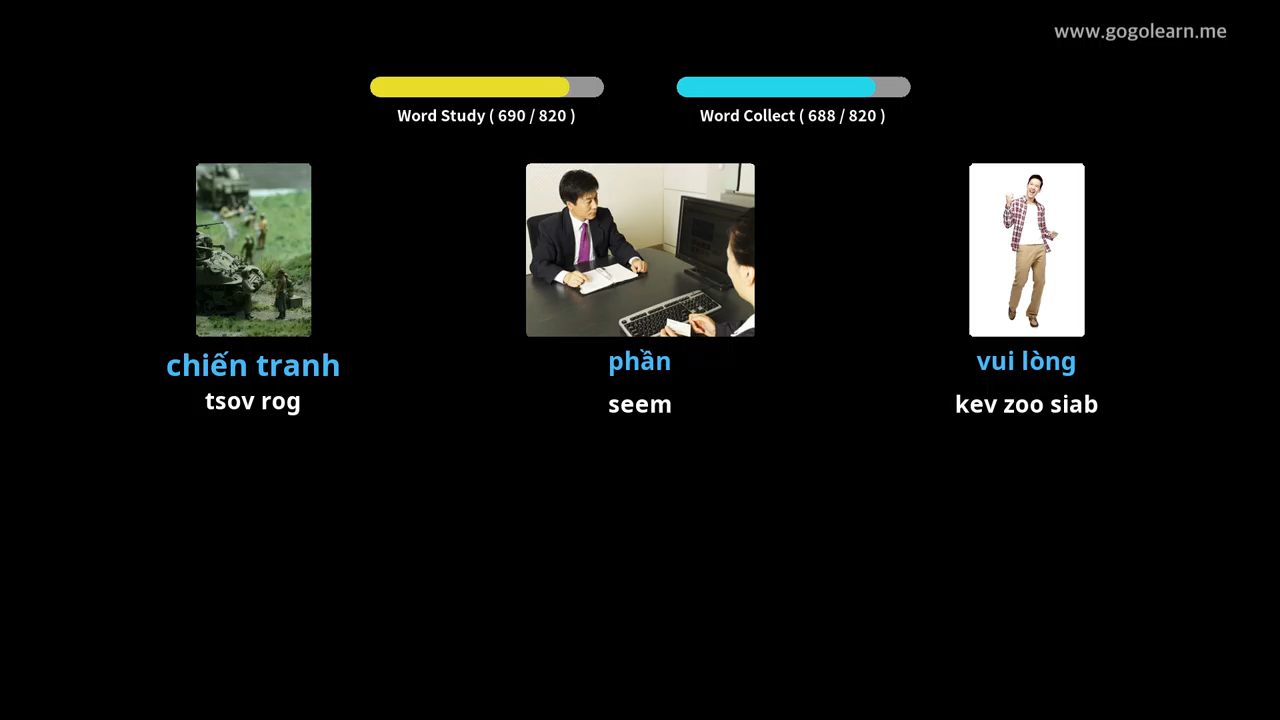 www.gogolearn.me
Word Study ( 690 / 820 )
Word Collect ( 688 / 820 )
chiến tranh
tsov rog
phần
seem
vui lòng
kev zoo siab